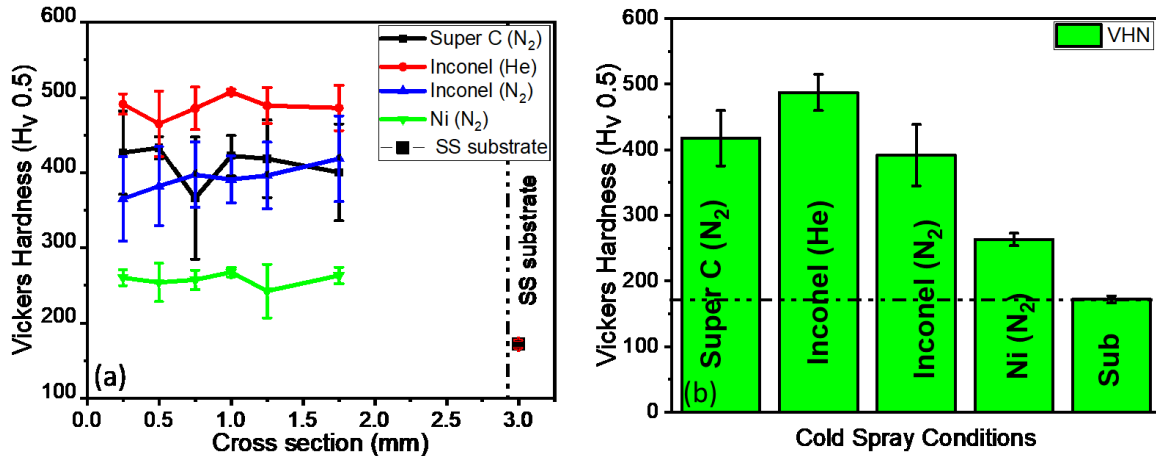 600
500
400
300
200
100
Vickers Hardness (Hv 0.5)
Super C (N2)
Inconel (He)
Inconel (N2)
Ni (N2)
SS substrate
SS substrate
(a)
0.0 0.5 1.0 1.5 2.0 2.5 3.0
Cross section (mm)
600
500
400
300
200
100
0
Vickers Hardness (Hv 0.5)
VHN
Super C (N2)
Inconel (He)
Inconel (N2)
Ni (N2)
Sub
(b)
Cold Spray Conditions